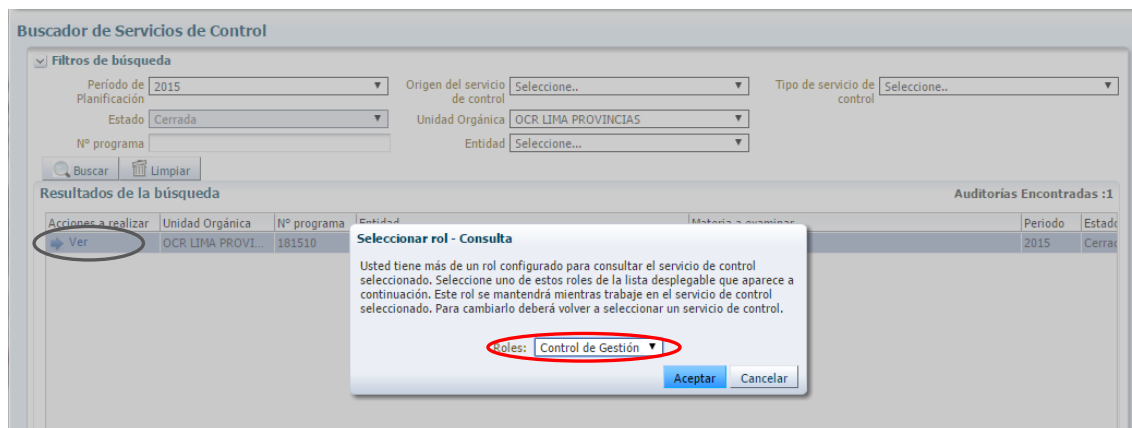 Buscador de Servicios de Control
Filtros de búsqueda
Período de Planificación 2015 Origen del servicio de control Seleccione.. Tipo de servicio de control Seleccione..
Estado Cerrada Unidad Orgánica OCR LIMA PROVINCIAS
Nº programa Entidad Seleccione...
Buscar Limpiar
Resultados de la búsqueda Auditorías Encontradas :1
Acciones a realizar Unidad Orgánica Nº programa Entidad Materia a examinar Periodo Estado
Ver OCR LIMA PROVI... 181510 2015 Cerrad
Seleccionar rol - Consulta
Usted tiene más de un rol configurado para consultar el servicio de control
seleccionado. Seleccione uno de estos roles de la lista desplegable que aparece a
continuación. Este rol se mantendrá mientras trabaje en el servicio de control
seleccionado. Para cambiarlo deberá volver a seleccionar un servicio de control.
Roles: Control de Gestión
Aceptar Cancelar